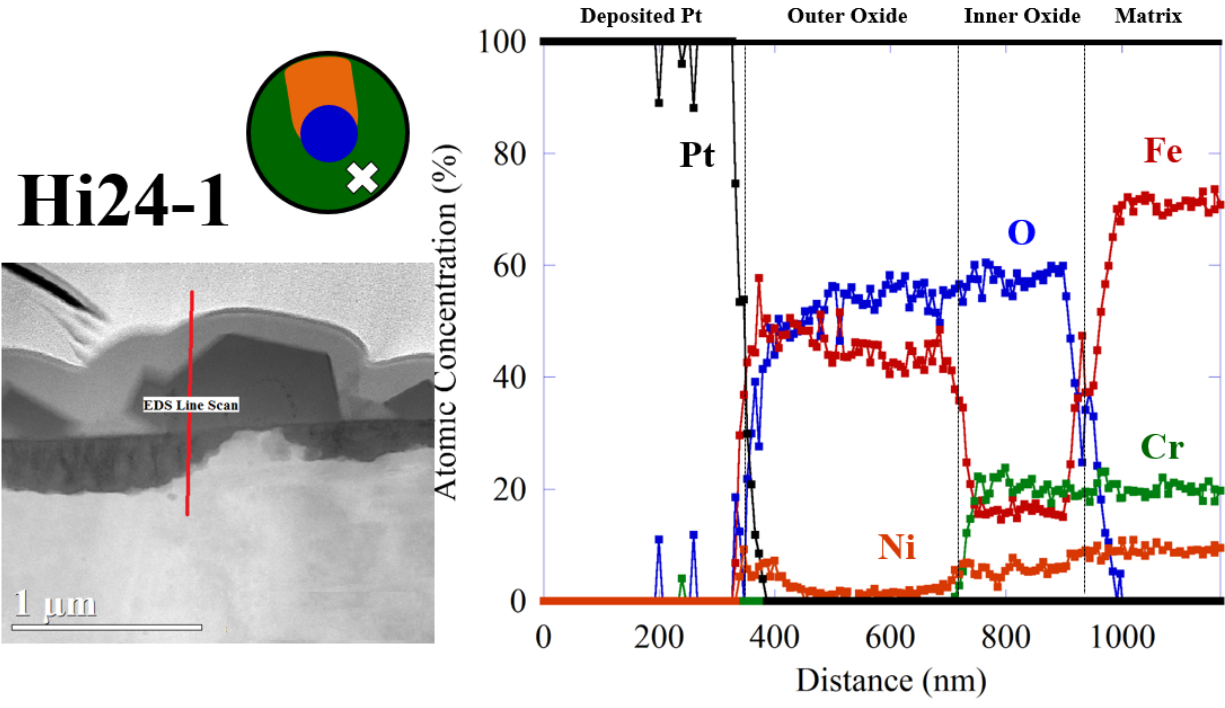 Hi24-1
EDS Line Scan
1 μm
Deposited Pt Outer Oxide Inner Oxide Matrix
Atomic Concentration (%)
100
80
60
40
20
0
Pt
Fe
O
Cr
Ni
0 200 400 600 800 1000
Distance (nm)